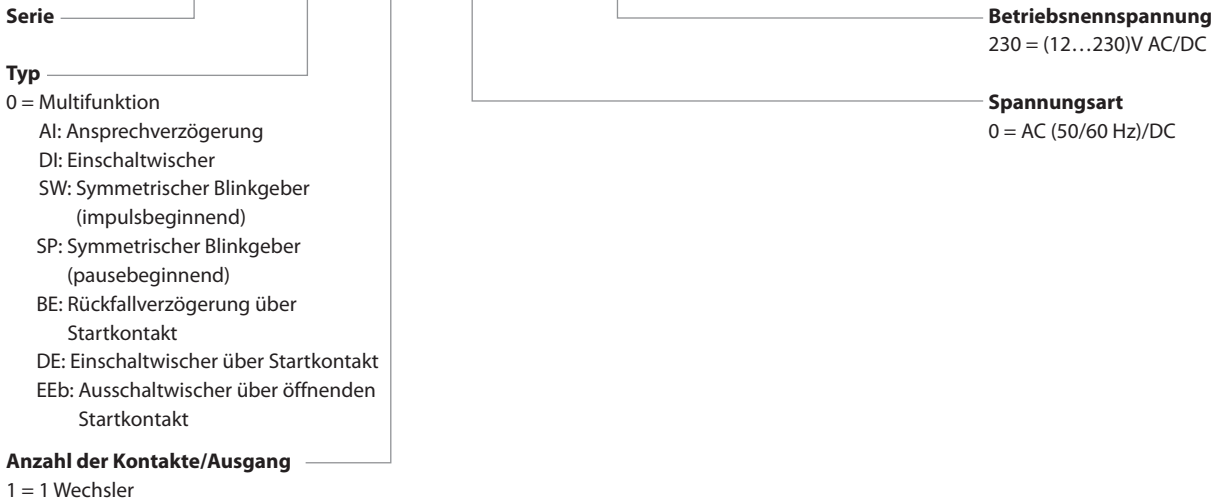 Serie
Typ
0 = Multifunktion
AI: Ansprechverzögerung
DI: Einschaltwischer
SW: Symmetrischer Blinkgeber
(impulsbeginnend)
SP: Symmetrischer Blinkgeber
(pausebeginnend)
BE: Rückfallverzögerung über
Startkontakt
DE: Einschaltwischer über Startkontakt
EEb: Ausschaltwischer über öffnenden
Startkontakt
Anzahl der Kontakte/Ausgang
1 = 1 Wechsler
Betriebsnennspannung
230 = (12…230)V AC/DC
Spannungsart
0 = AC (50/60 Hz)/DC